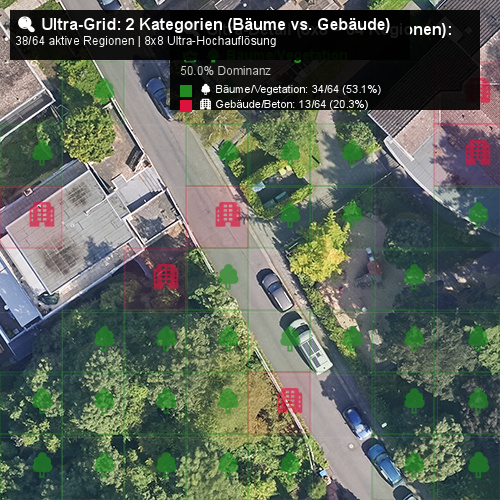 🔍 Ultra-Grid: 2 Kategorien (Bäume vs. Gebäude)
38/64 aktive Regionen | 8x8 Ultra-Hochauflösung
50.0% Dominanz
Bäume/Vegetation: 34/64 (53.1%)
Gebäude/Beton: 13/64 (20.3%)